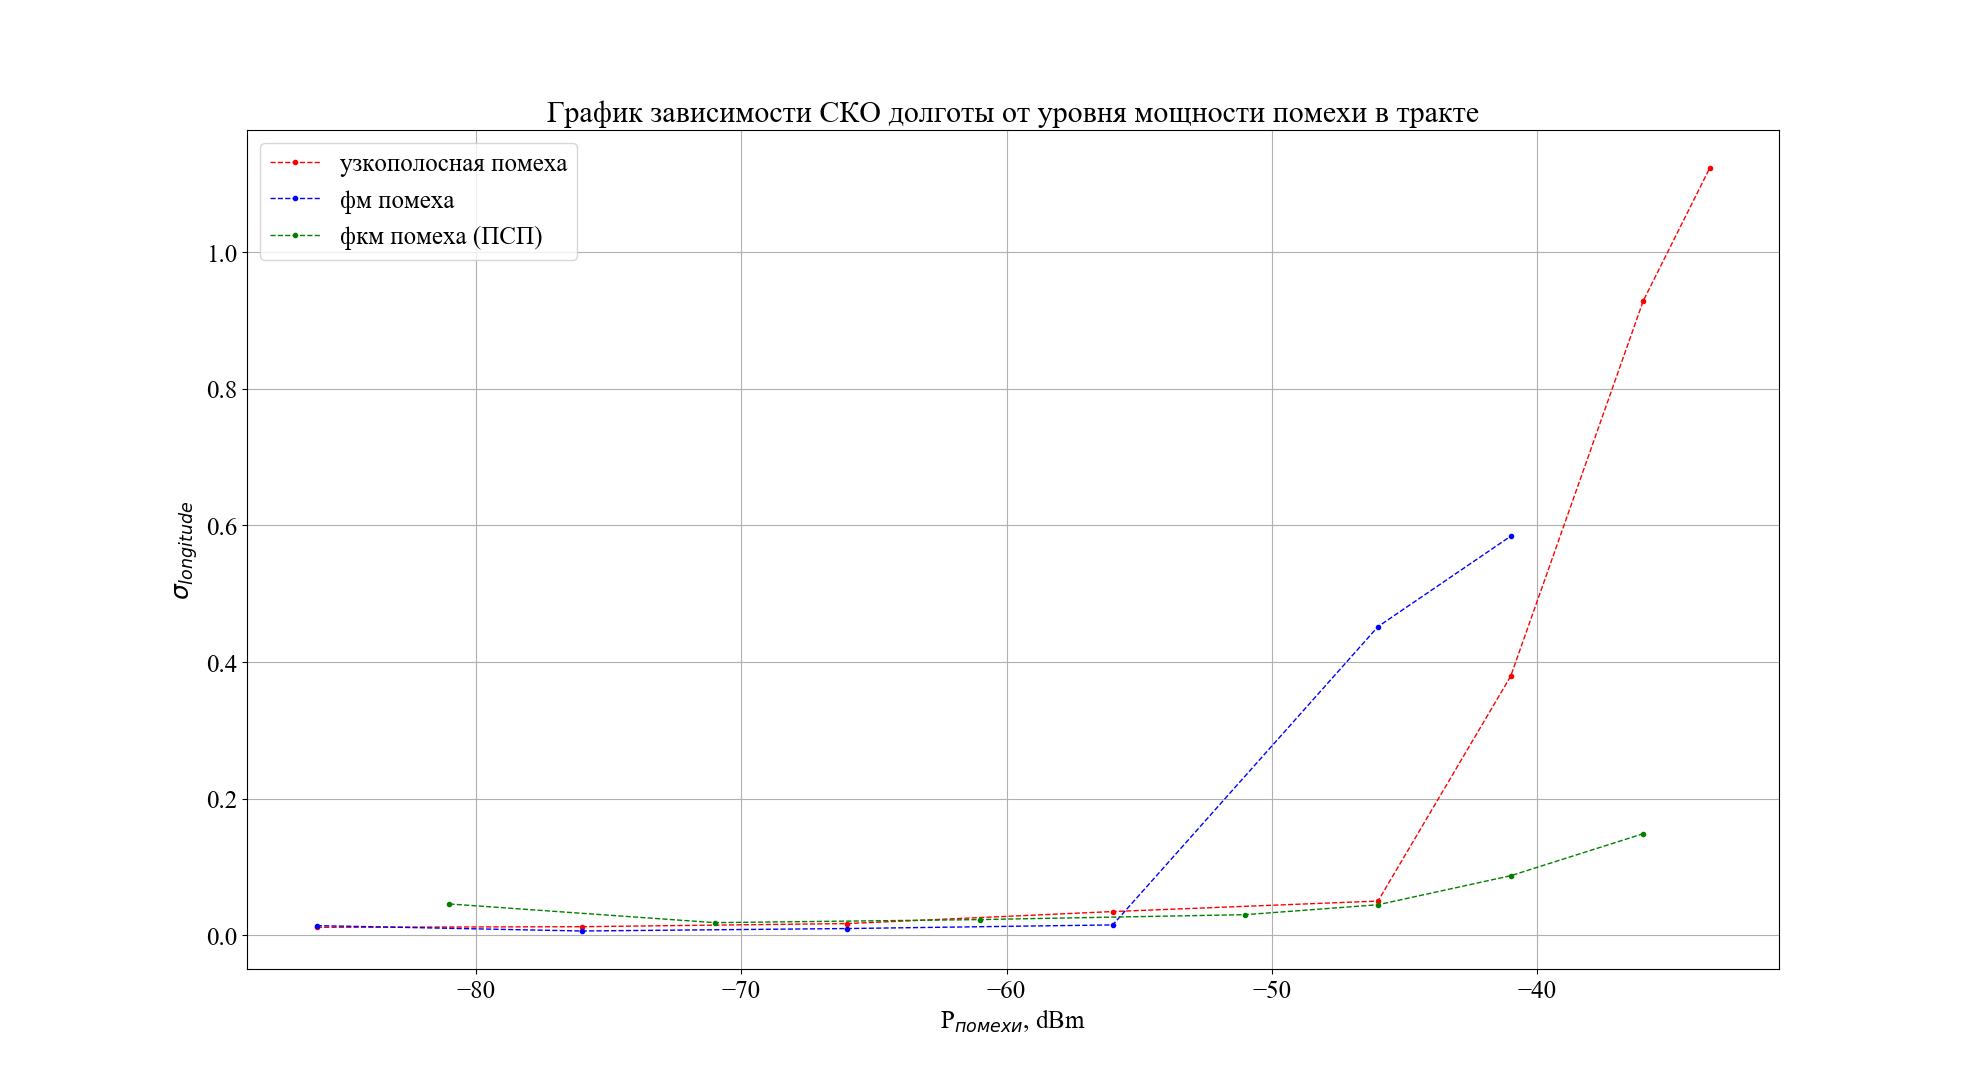 График зависимости СКО долготы от уровня мощности помехи в тракте
узкополосная помеха
фм помеха
фкм помеха (ПСП)
1.0
0.8
0.6
0.4
0.2
0.0
σlongitude
−80 −70 −60 −50 −40
Pпомехи, dBm